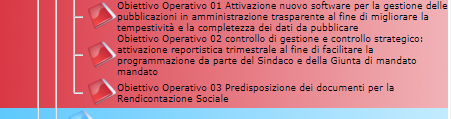 Obiettivo Operativo 01 Attivazione nuovo software per la gestione delle
pubblicazioni in amministrazione trasparente al fine di migliorare la
tempestività e la completezza dei dati da pubblicare
Obiettivo Operativo 02 controllo di gestione e controllo strategico:
attivazione reportistica trimestrale al fine di facilitare la
programmazione da parte del Sindaco e della Giunta di mandato
mandato
Obiettivo Operativo 03 Predisposizione dei documenti per la
Rendicontazione Sociale